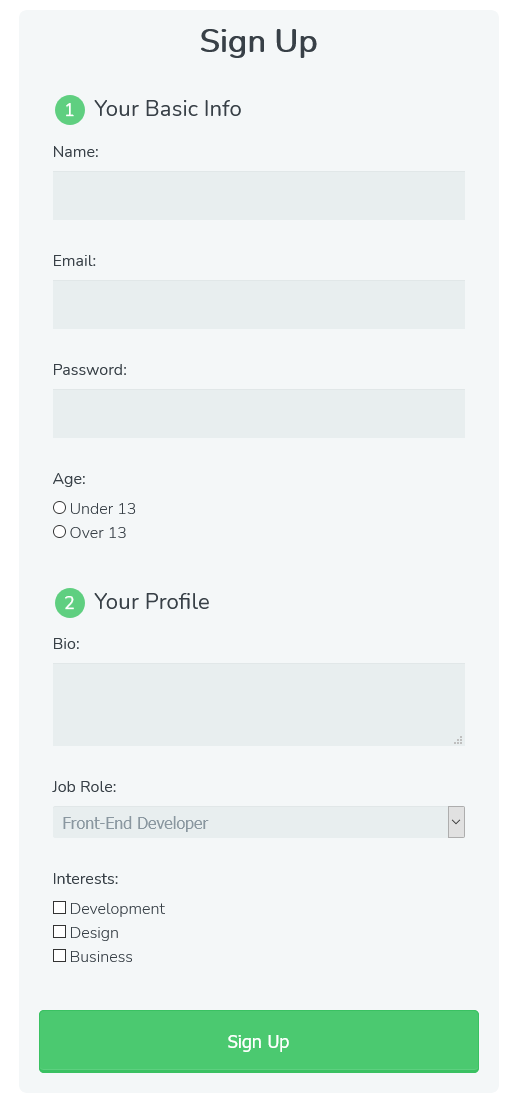 Sign Up
1 Your Basic Info
Name:
Email:
Password:
Age:
Under 13
Over 13
2 Your Profile
Bio:
Job Role:
Front-End Developer
Interests:
Development
Design
Business
Sign Up